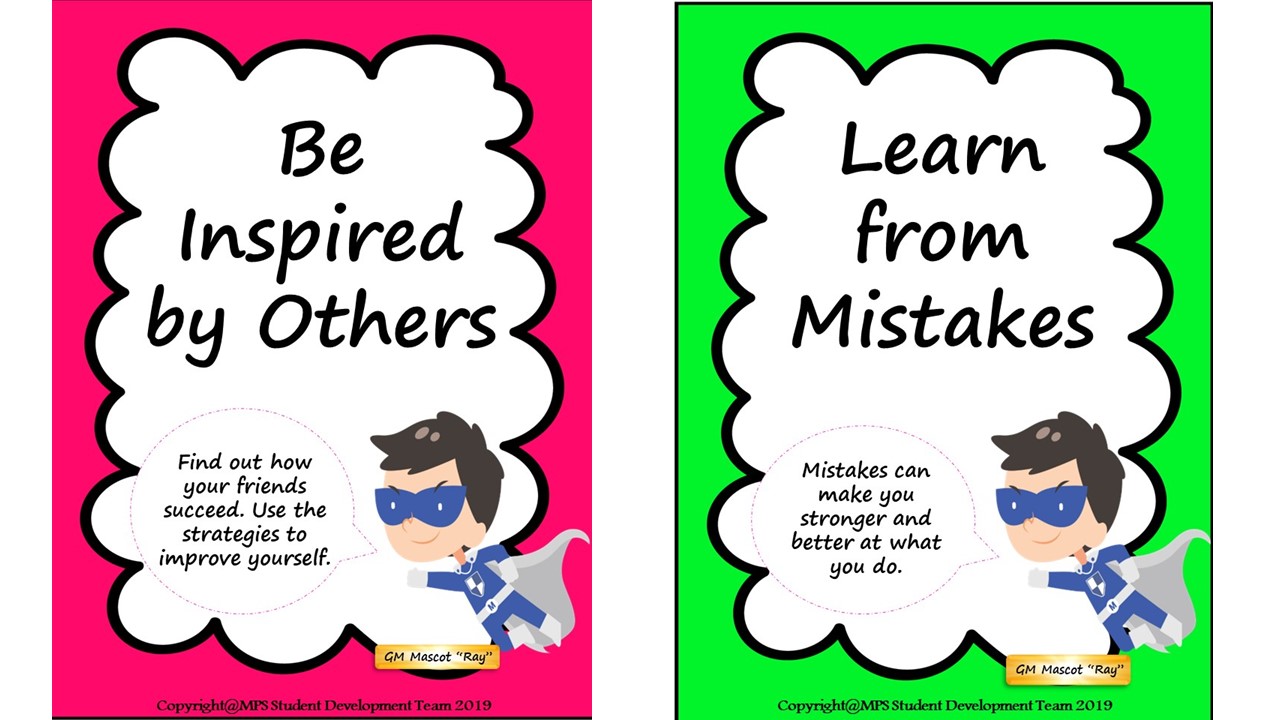 Be
Inspired
by Others
Find out how
your friends
succeed. Use the
strategies to
improve yourself.
M
GM Mascot “Ray”
Copyright@MPS Student Development Team 2019
Learn
from
Mistakes
Mistakes can
make you
stronger and
better at what
you do.
M
GM Mascot “Ray”
Copyright@MPS Student Development Team 2019